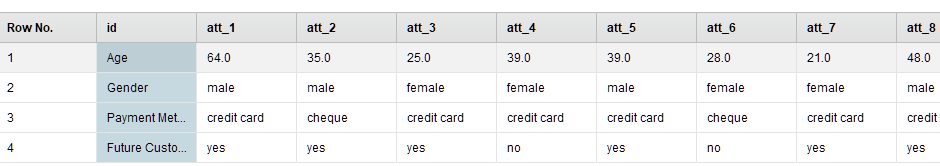 Row No. id att_1 att_2 att_3 att_4 att_5 att_6 att_7 att_8
1 Age 64.0 35.0 25.0 39.0 39.0 28.0 21.0 48.0
2 Gender male male female female male female female male
3 Payment Met... credit card cheque credit card credit card credit card cheque credit card credit card
4 Future Custo... yes yes yes no yes no yes yes